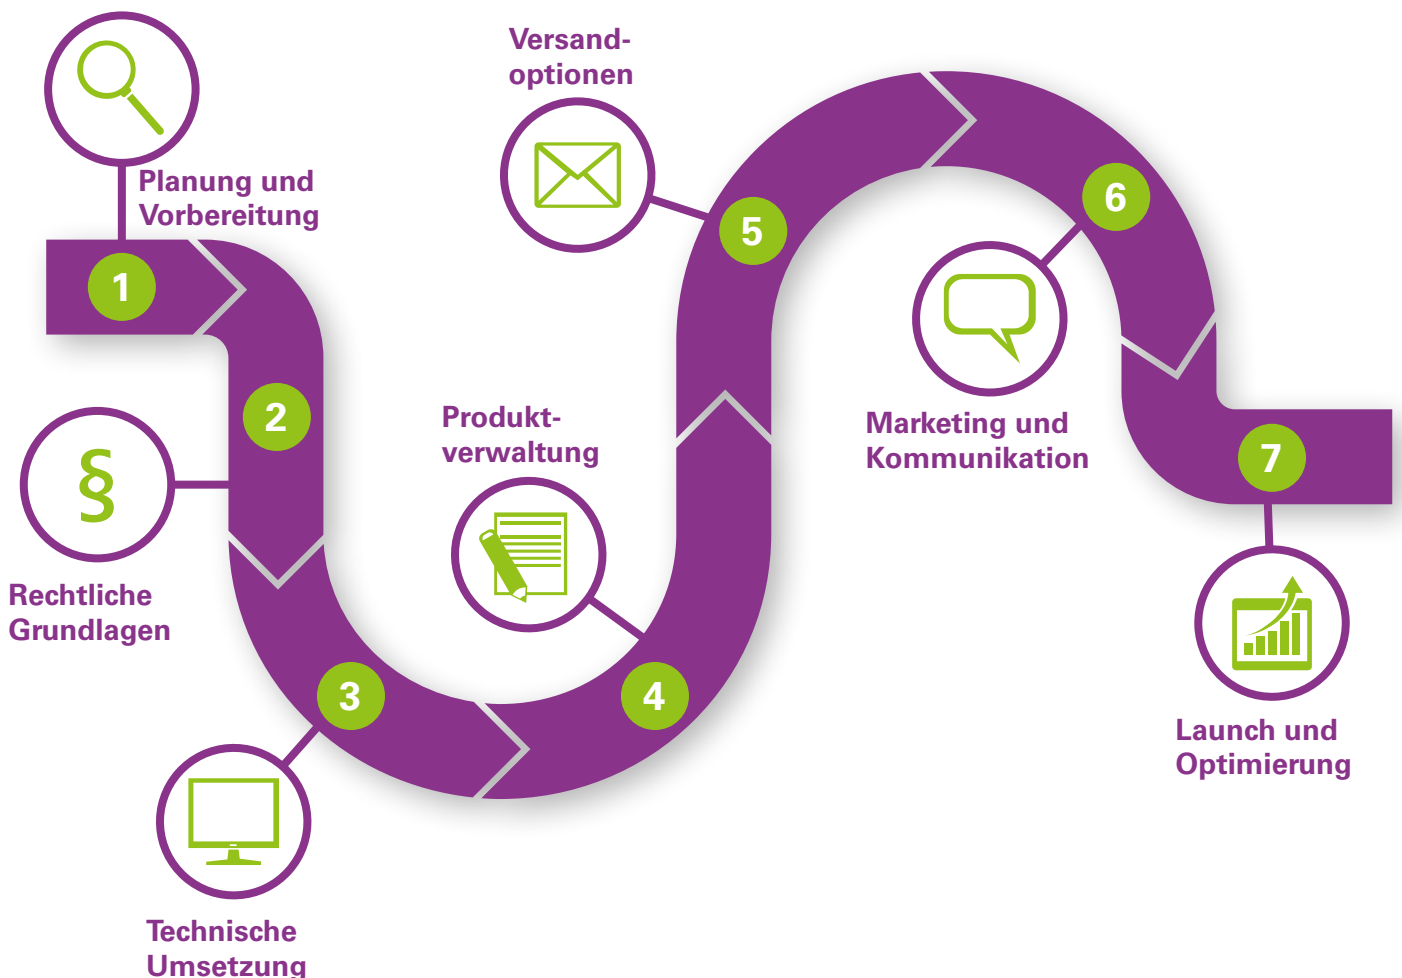 1
Planung und
Vorbereitung
2
§
Rechtliche
Grundlagen
3
Technische
Umsetzung
4
Produkt-
verwaltung
5
Versand-
optionen
6
Marketing und
Kommunikation
7
Launch und
Optimierung